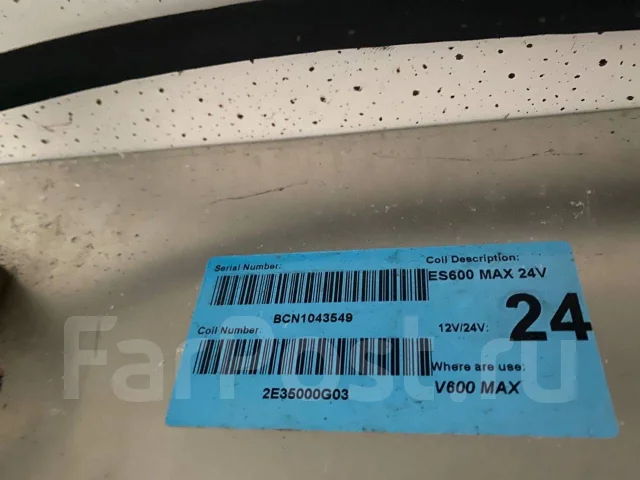 Serial Number:
BCN1043549
Coil Number:
2E35000G03
Coil Description:
ES600 MAX 24V
12V/24V: 24
Where are use:
V600 MAX
FarPost.ru